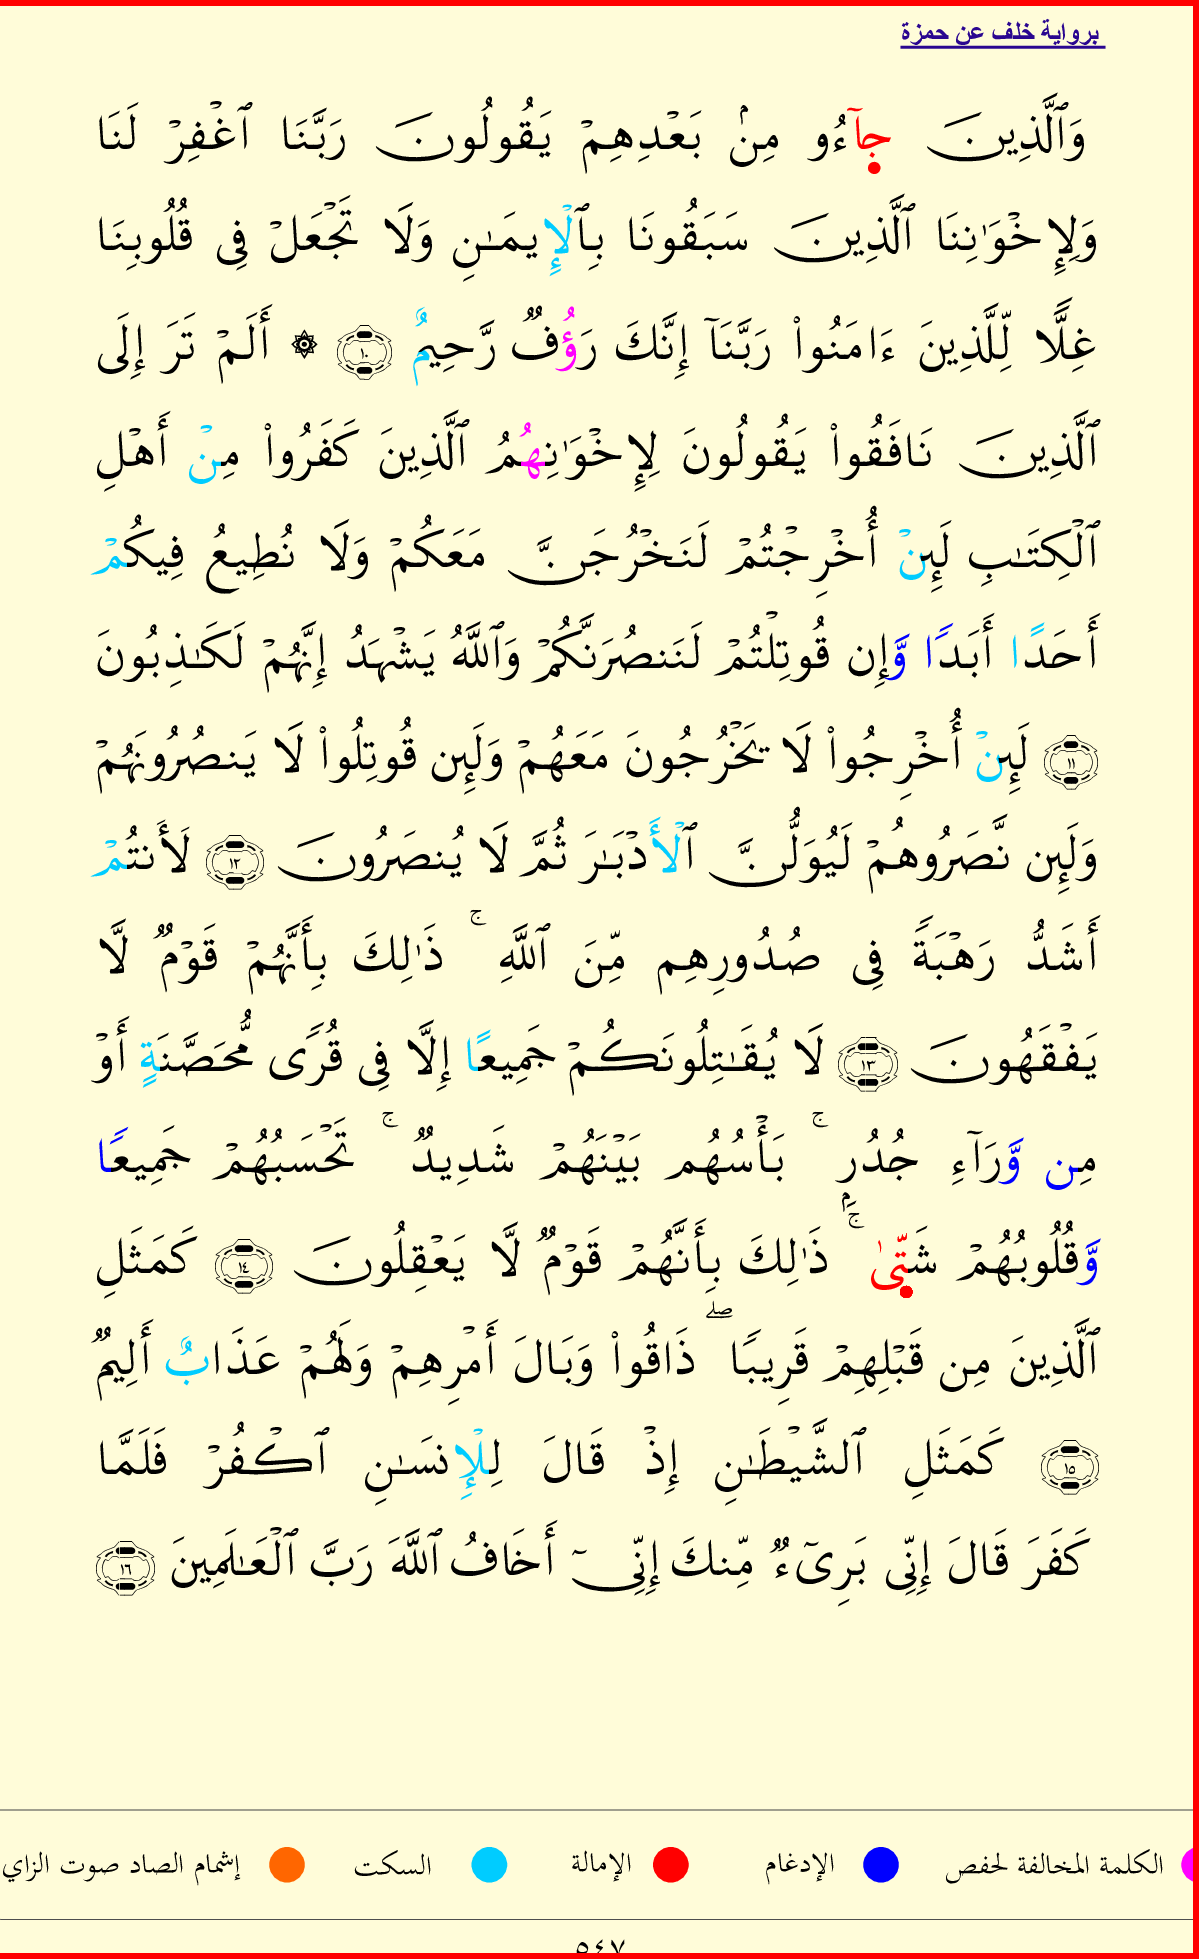 برواية خلف عن حمزة
وَٱلَّذِينَ جَآءُو مِنۢ بَعْدِهِمْ يَقُولُونَ رَبَّنَا ٱغْفِرْ لَنَا
وَلِإِخْوَٰنِنَا ٱلَّذِينَ سَبَقُونَا بِٱلْإِيمَـٰنِ وَلَا تَجْعَلْ فِى قُلُوبِنَا
غِلًّا لِّلَّذِينَ ءَامَنُوا۟ رَبَّنَآ إِنَّكَ رَؤُفٌ رَّحِيمٌ ١٠ ۞ أَلَمْ تَرَ إِلَى
ٱلَّذِينَ نَافَقُوا۟ يَقُولُونَ لِإِخْوَٰنِهُمُ ٱلَّذِينَ كَفَرُوا۟ مِنْ أَهْلِ
ٱلْكِتَـٰبِ لَئِنْ أُخْرِجْتُمْ لَنَخْرُجَنَّ مَعَكُمْ وَلَا نُطِيعُ فِيكُمْ
أَحَدًا أَبَدًا وَّإِن قُوتِلْتُمْ لَنَنصُرَنَّكُمْ وَٱللَّهُ يَشْهَدُ إِنَّهُمْ لَكَـٰذِبُونَ
١١ لَئِنْ أُخْرِجُوا۟ لَا يَخْرُجُونَ مَعَهُمْ وَلَئِن قُوتِلُوا۟ لَا يَنصُرُونَهُمْ
وَلَئِن نَّصَرُوهُمْ لَيُوَلُّنَّ ٱلْأَدْبَـٰرَ ثُمَّ لَا يُنصَرُونَ ١٢ لَأَنتُمْ
أَشَدُّ رَهْبَةً فِى صُدُورِهِم مِّنَ ٱللَّهِ ۚ ذَٰلِكَ بِأَنَّهُمْ قَوْمٌ لَّا
يَفْقَهُونَ ١٣ لَا يُقَـٰتِلُونَكُمْ جَمِيعًا إِلَّا فِى قُرًى مُّحَصَّنَةٍ أَوْ
مِن وَّرَآءِ جُدُرٍۭ ۚ بَأْسُهُم بَيْنَهُمْ شَدِيدٌ ۚ تَحْسَبُهُمْ جَمِيعًا
وَّقُلُوبُهُمْ شَتَّىٰ ۚ ذَٰلِكَ بِأَنَّهُمْ قَوْمٌ لَّا يَعْقِلُونَ ١٤ كَمَثَلِ
ٱلَّذِينَ مِن قَبْلِهِمْ قَرِيبًا ۖ ذَاقُوا۟ وَبَالَ أَمْرِهِمْ وَلَهُمْ عَذَابٌ أَلِيمٌ
١٥ كَمَثَلِ ٱلشَّيْطَـٰنِ إِذْ قَالَ لِلْإِنسَـٰنِ ٱكْفُرْ فَلَمَّا
كَفَرَ قَالَ إِنِّى بَرِىٓءٌ مِّنكَ إِنِّىٓ أَخَافُ ٱللَّهَ رَبَّ ٱلْعَـٰلَمِينَ ١٦
الكلمة المخالفة لحفص الإدغام الإمالة السكت إشمام الصاد صوت الزاي
٥٤٧